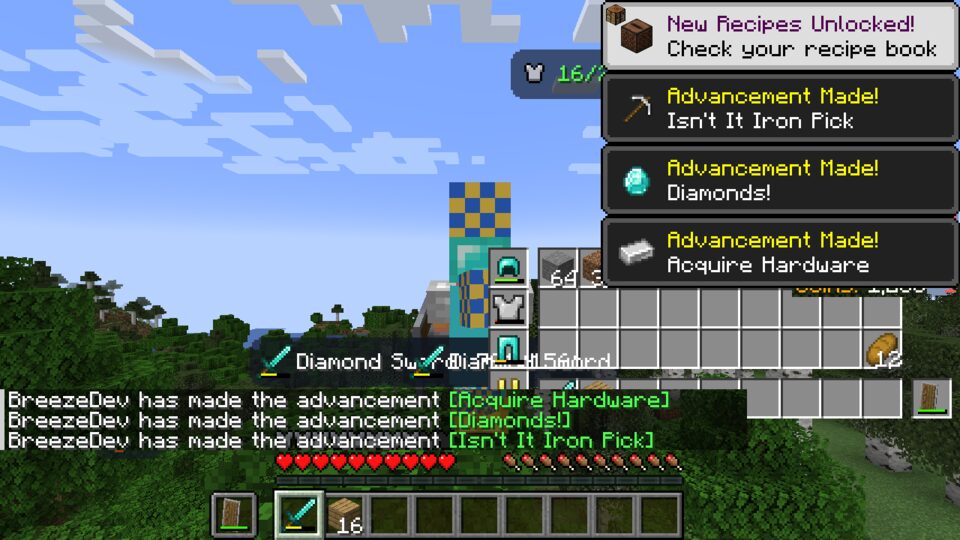 New Recipes Unlocked!
Check your recipe book
16/
Advancement Made!
Isn't It Iron Pick
Advancement Made!
Diamonds!
Advancement Made!
Acquire Hardware
64
12
Diamond
BreezeDev has made the advancement [Acquire Hardware]
BreezeDev has made the advancement [Diamonds!]
BreezeDev has made the advancement [Isn't It Iron Pick]
16